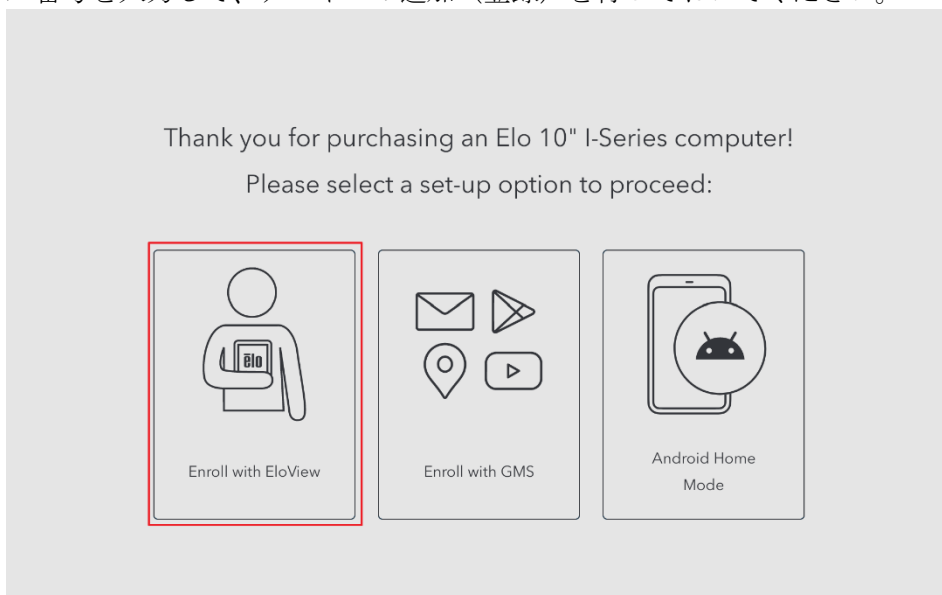 Thank you for purchasing an Elo 10" I-Series computer!
Please select a set-up option to proceed:
ēlo
Enroll with EloView
Enroll with GMS
Android Home
Mode